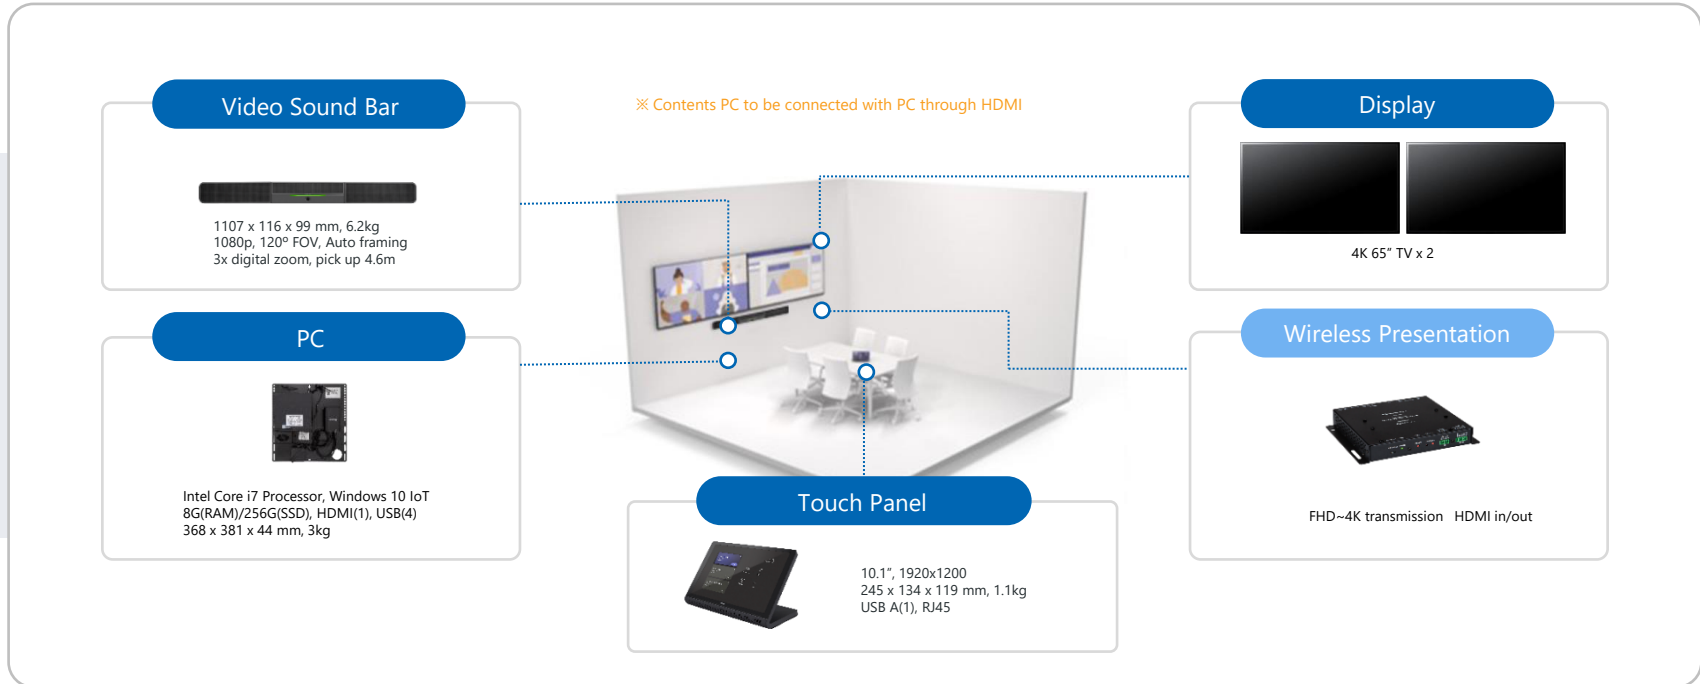 Video Sound Bar
1107 x 116 x 99 mm, 6.2kg
1080p, 120º FOV, Auto framing
3x digital zoom, pick up 4.6m
PC
Intel Core i7 Processor, Windows 10 IoT
8G(RAM)/256G(SSD), HDMI(1), USB(4)
368 x 381 x 44 mm, 3kg
※ Contents PC to be connected with PC through HDMI
Touch Panel
10.1”, 1920x1200
245 x 134 x 119 mm, 1.1kg
USB A(1), RJ45
Display
4K 65” TV x 2
Wireless Presentation
FHD~4K transmission   HDMI in/out